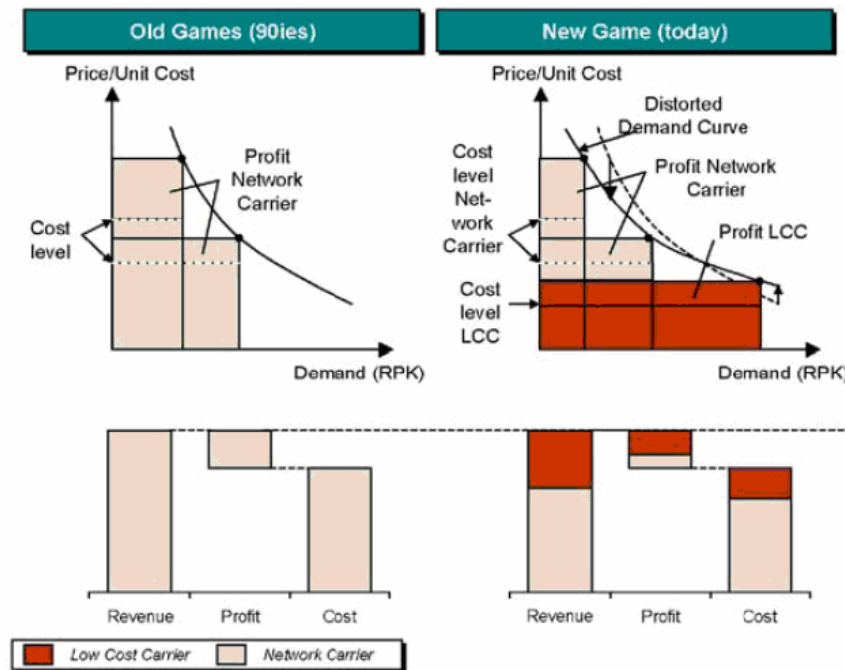 Old Games (90ies)
New Game (today)
Price/Unit Cost
Profit
Network
Carrier
Cost
level
Demand (RPK)
Price/Unit Cost
Distorted
Demand Curve
Cost
level
Net-
work
Carrier
Profit Network
Carrier
Profit LCC
Cost
level
LCC
Demand (RPK)
Revenue
Profit
Cost
Revenue
Profit
Cost
Low Cost Carrier
Network Carrier